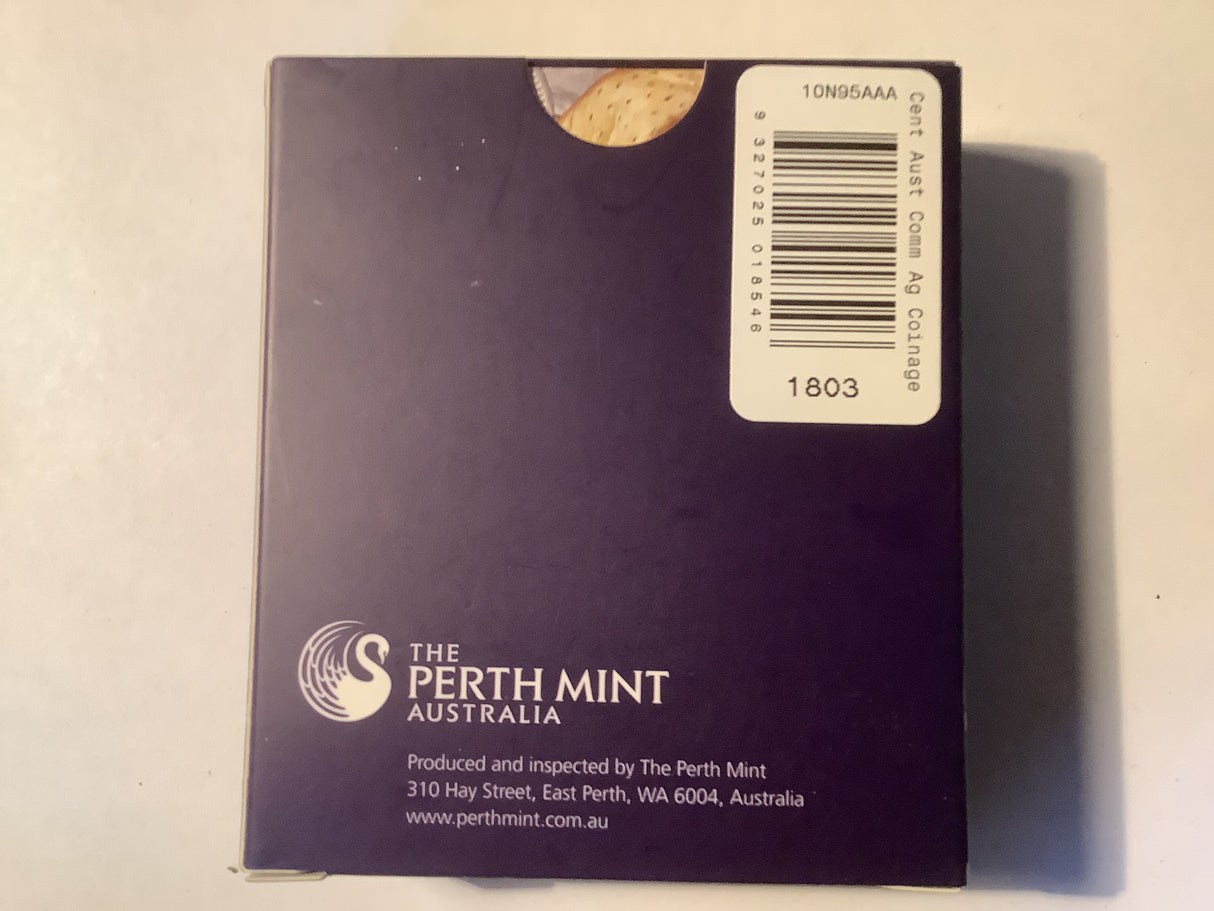 10N95AAA
Cent Aust Comm Ag Coinage
9 327025 018546
1803
THE
PERTH MINT
AUSTRALIA
Produced and inspected by The Perth Mint
310 Hay Street, East Perth, WA 6004, Australia
www.perthmint.com.au